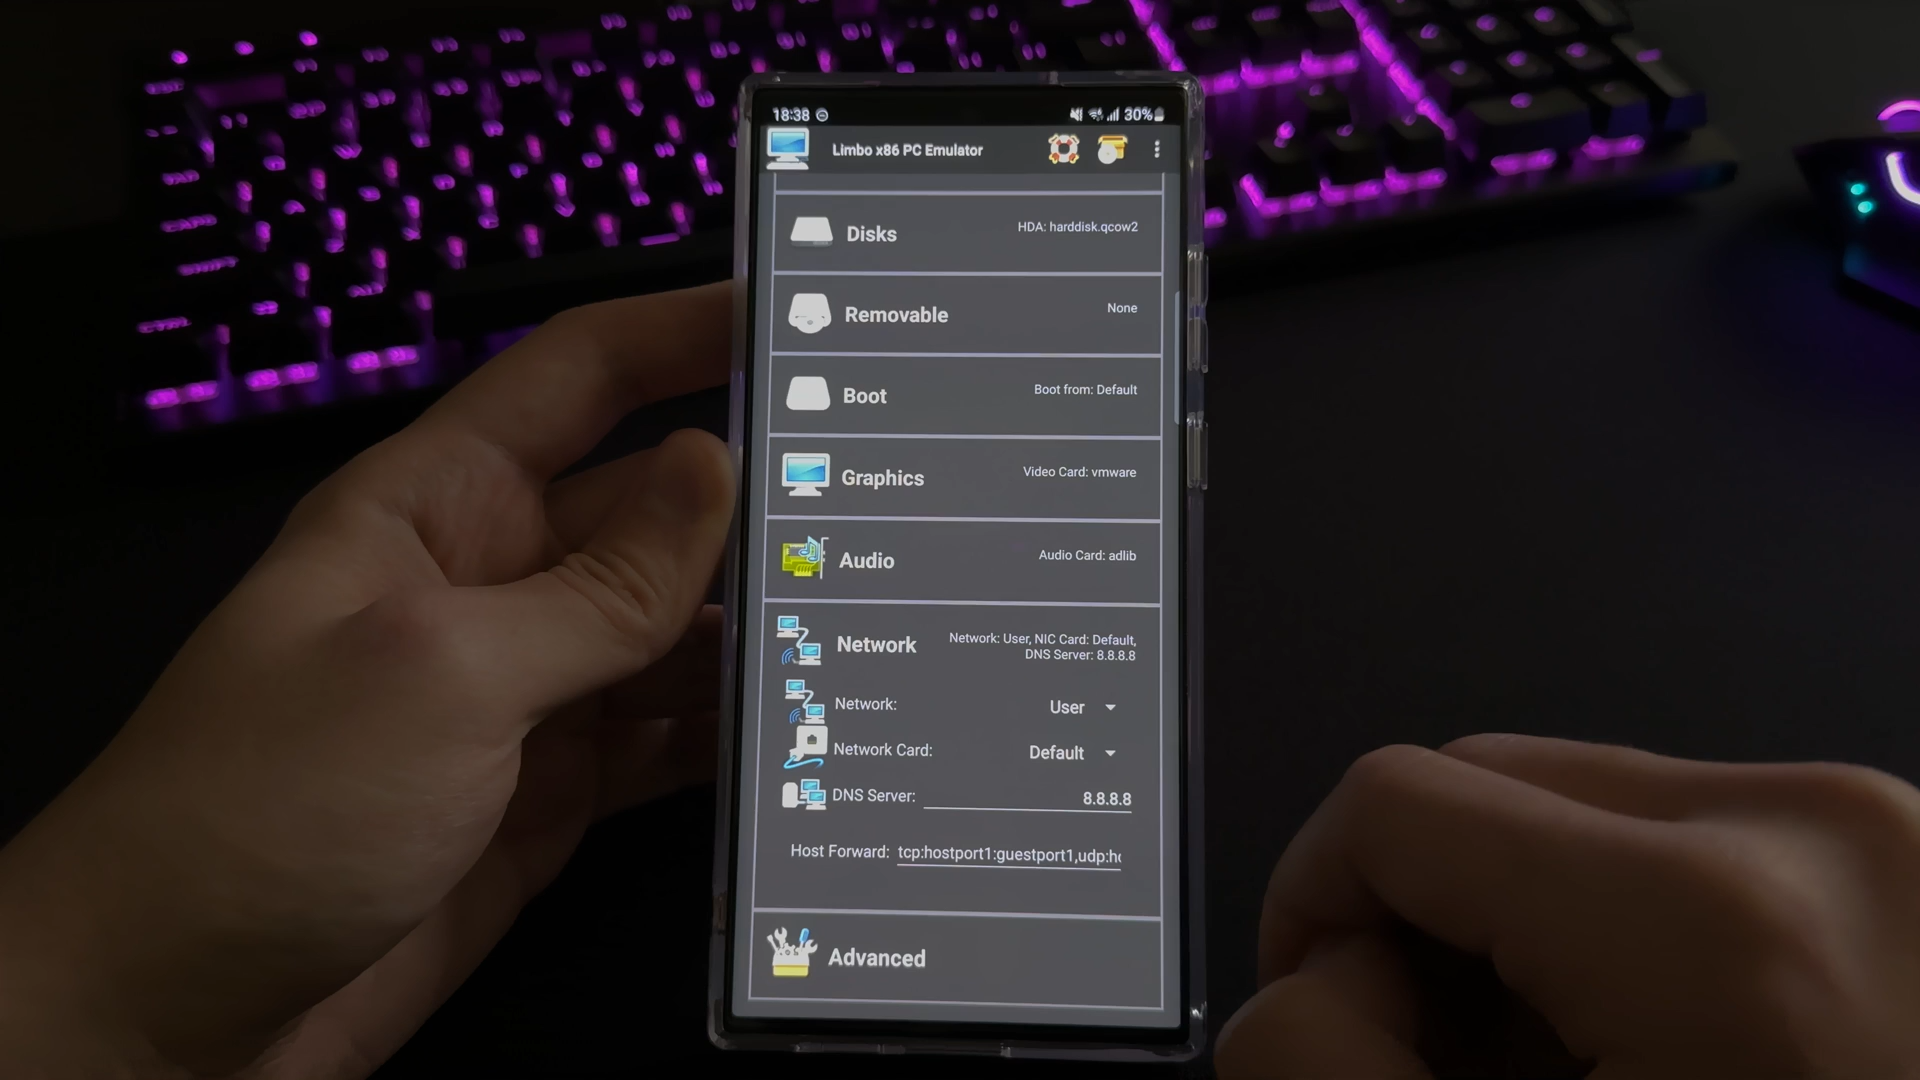 18:38
30%
Limbo x86 PC Emulator
Disks
HDA: harddisk.qcow2
Removable
None
Boot
Boot from: Default
Graphics
Video Card: vmware
Audio
Audio Card: adlib
Network
Network: User, NIC Card: Default,
DNS Server: 8.8.8.8
Network:
User
Network Card:
Default
DNS Server:
8.8.8.8
Host Forward:
tcp:hostport1:guestport1,udp:h
Advanced